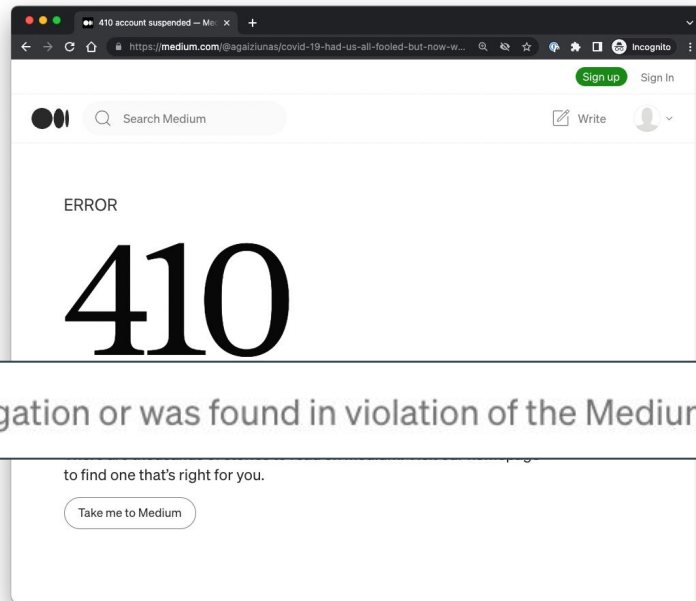 410 account suspended — Med
https://medium.com/@agaiziunas/covid-19-had-us-all-fooled-but-now-w...
Incognito
Sign up
Sign In
Search Medium
Write
ERROR
410
gation or was found in violation of the Medium
to find one that's right for you.
Take me to Medium